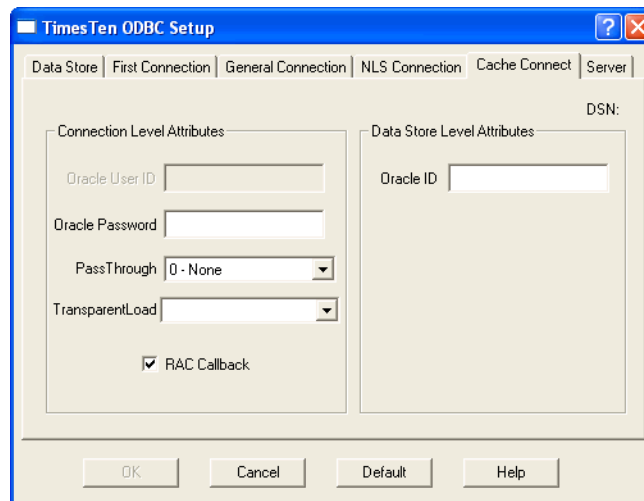 TimesTen ODBC Setup
Data Store First Connection General Connection NLS Connection Cache Connect Server
DSN:
Connection Level Attributes
Oracle User ID
Oracle Password
PassThrough 0 - None
TransparentLoad
RAC Callback
Data Store Level Attributes
Oracle ID
OK Cancel Default Help